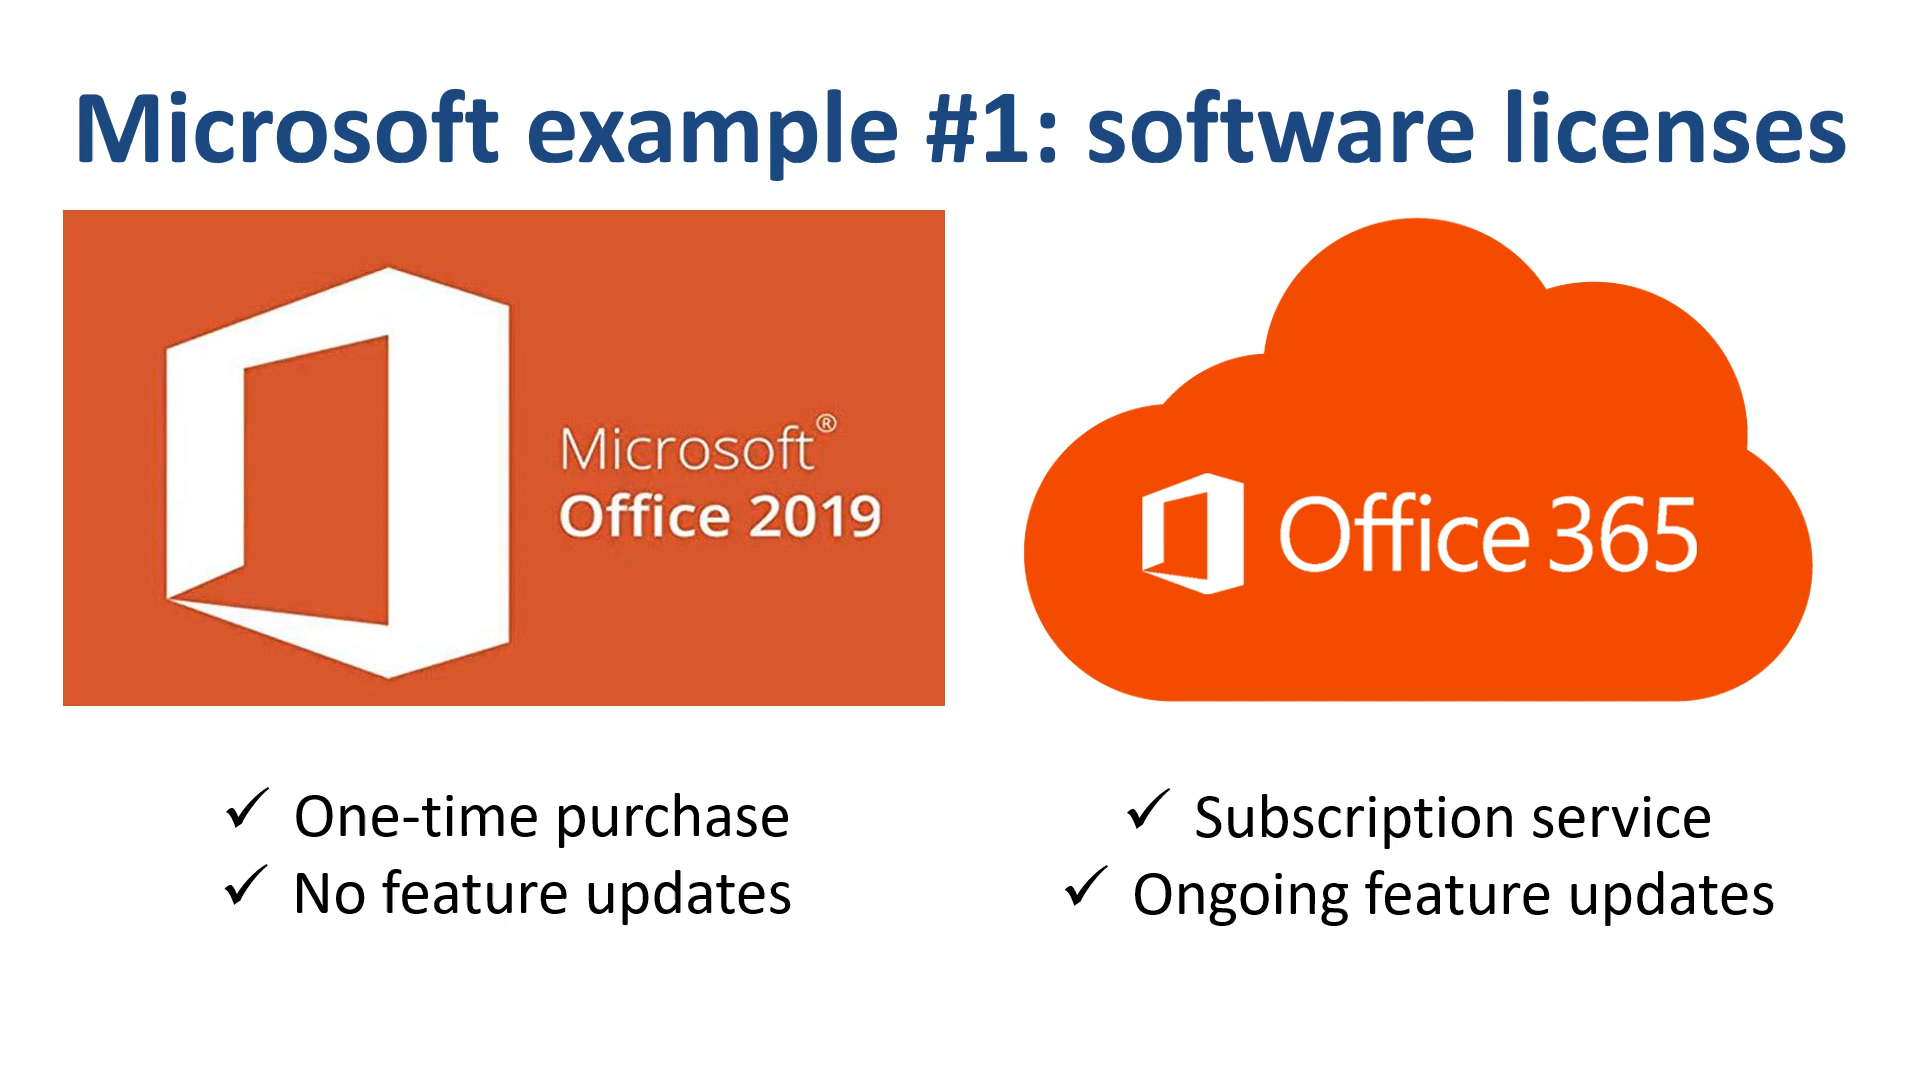 Microsoft example #1: software licenses
Microsoft®
Office 2019
Office 365
✓ One-time purchase
✓ No feature updates
✓ Subscription service
✓ Ongoing feature updates